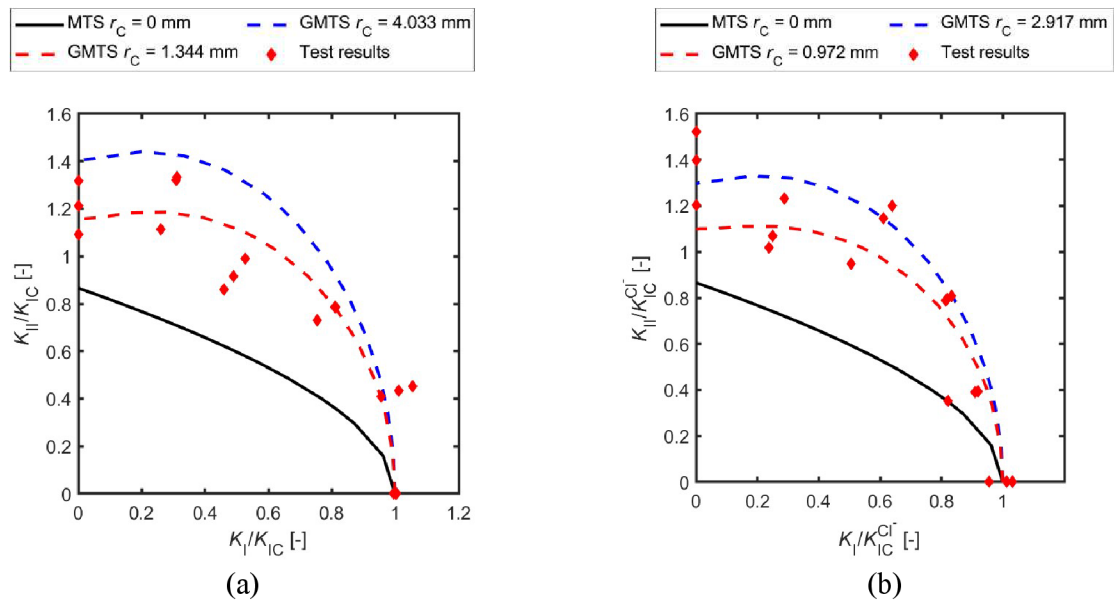 MTS r_C = 0 mm
GMTS r_C = 4.033 mm
GMTS r_C = 1.344 mm
Test results
1.6
1.4
1.2
1
0.8
0.6
0.4
0.2
0
K_II/K_IC [-]
0 0.2 0.4 0.6 0.8 1 1.2
K_I/K_IC [-]
(a)
MTS r_C = 0 mm
GMTS r_C = 2.917 mm
GMTS r_C = 0.972 mm
Test results
1.6
1.4
1.2
1
0.8
0.6
0.4
0.2
0
K_II/K_IC^Cl^- [-]
0 0.2 0.4 0.6 0.8 1
K_I/K_IC^Cl^- [-]
(b)